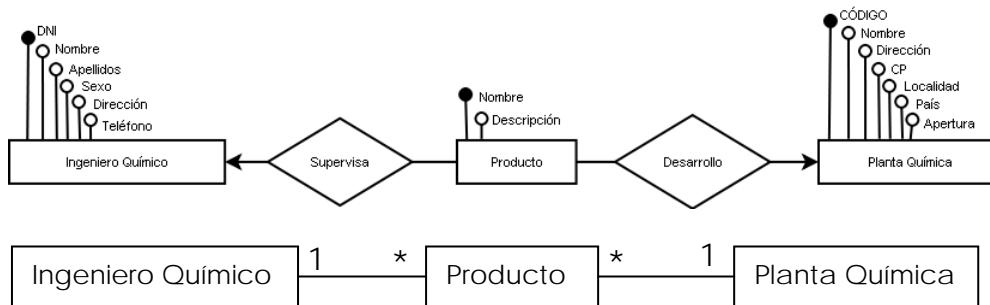 DNI
Nombre
Apellidos
Sexo
Dirección
Teléfono
Ingeniero Químico
Supervisa
Nombre
Descripción
Producto
Desarrollo
CÓDIGO
Nombre
Dirección
CP
Localidad
País
Apertura
Planta Química
Ingeniero Químico 1 * Producto * 1 Planta Química